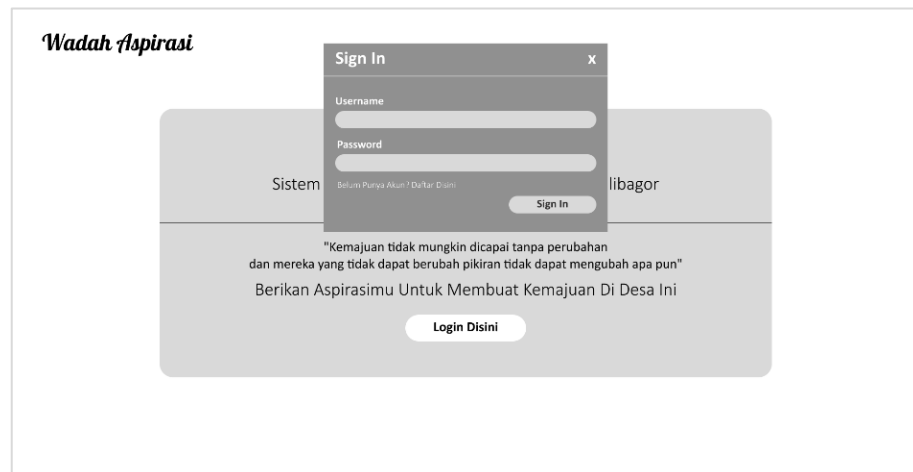 Wadah Aspirasi
Sign In x
Username
Password
Sistem libagor
Belum Punya Akun? Daftar Disini
Sign In
"Kemajuan tidak mungkin dicapai tanpa perubahan
dan mereka yang tidak dapat berubah pikiran tidak dapat mengubah apa pun"
Berikan Aspirasimu Untuk Membuat Kemajuan Di Desa Ini
Login Disini